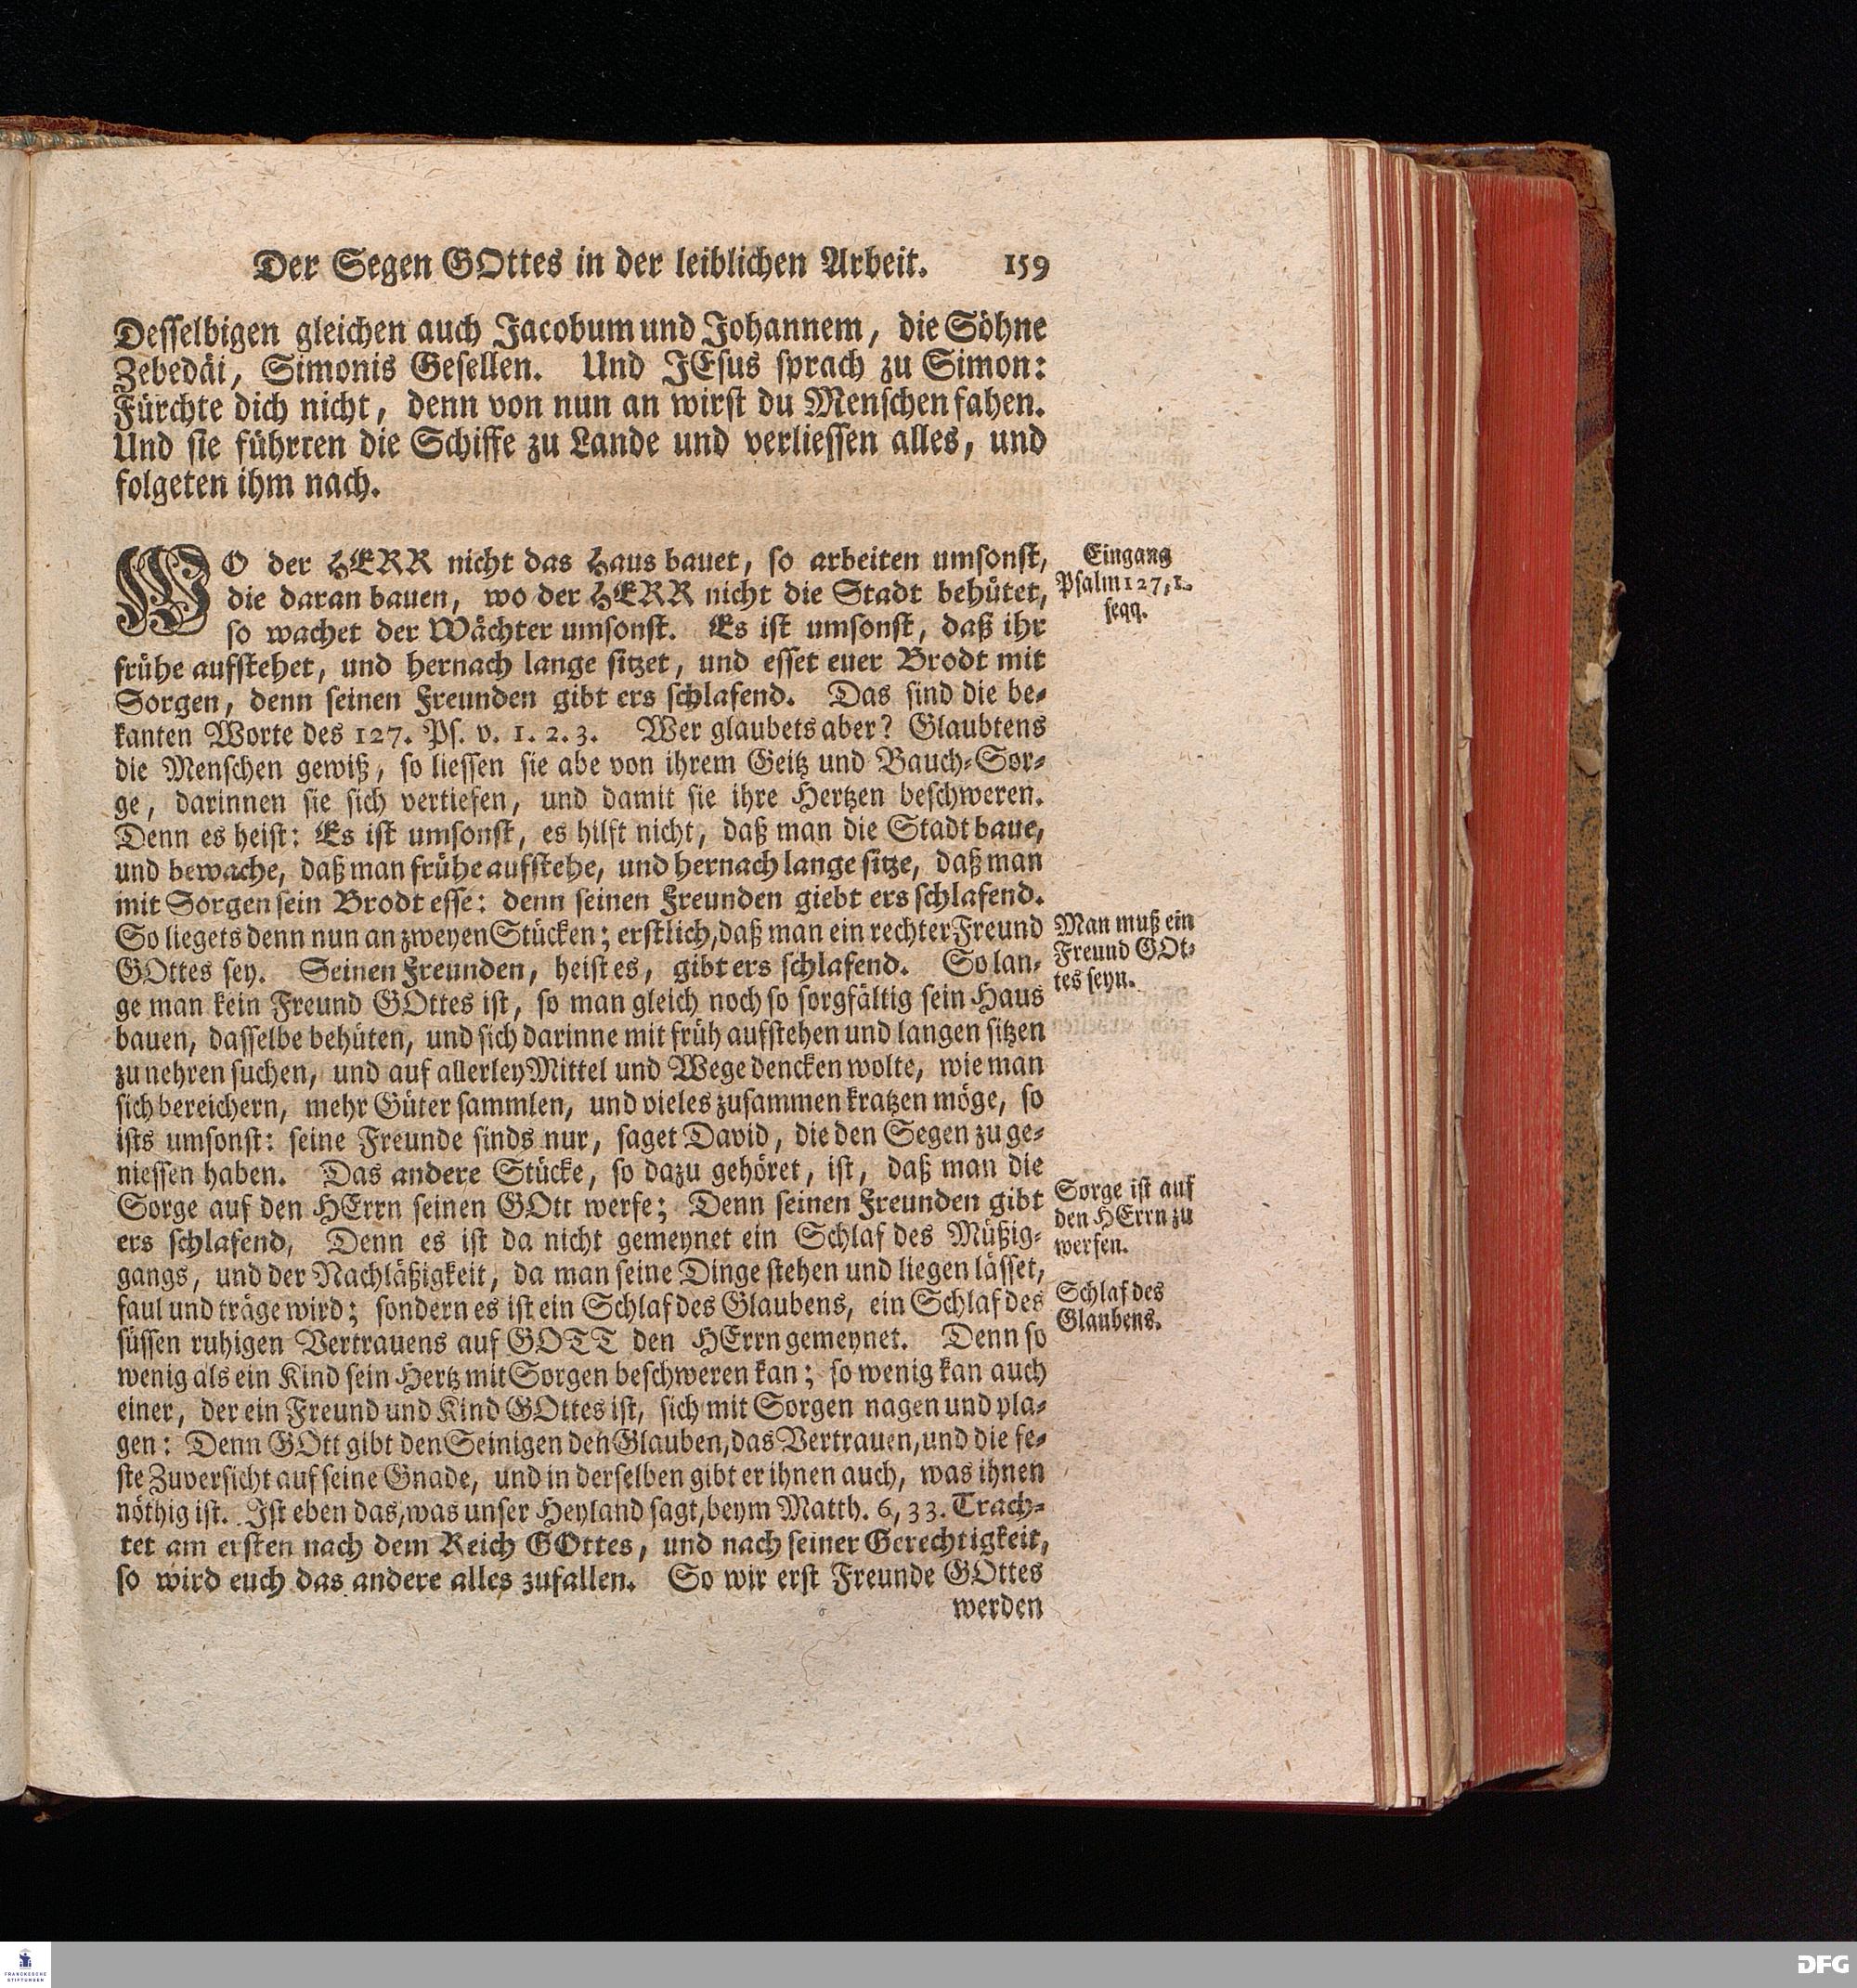 Der Segen GOttes in der leiblichen Arbeit. 159
Desselbigen gleichen auch Jacobum und Johannem, die Söhne
Zebedäi, Simonis Gesellen. Und JEsus sprach zu Simon:
Fürchte dich nicht, denn von nun an wirst du Menschen fahen.
Und sie führren die Schiffe zu Lande und verliessen alles, und
folgeten ihm nach.
WO der HERR nicht das Haus bauet, so arbeiten umsonst,
die daran bauen, wo der HERR nicht die Stadt behütet,
so wachet der Wächter umsonst. Es ist umsonst, daß ihr
frühe aufstehet, und hernach lange sitzet, und esset euer Brodt mit
Sorgen, denn seinen Freunden gibt ers schlafend. Das sind die be-
kanten Worte des 127. Ps. v. 1. 2. 3. Wer glaubets aber? Glaubtens
die Menschen gewiß, so liessen sie abe von ihrem Geitz und Bauch-Sor-
ge, darinnen sie sich vertiefen, und damit sie ihre Hertzen beschweren.
Denn es heist: Es ist umsonst, es hilft nicht, daß man die Stadt baue,
und bewache, daß man frühe aufstehe, und hernach lange sitze, daß man
mit Sorgen sein Brodt esse: denn seinen Freunden giebt ers schlafend.
So liegets denn nun an zweyen Stücken; erstlich, daß man ein rechter Freund
GOttes sey. Seinen Freunden, heist es, gibt ers schlafend. So lan-
ge man kein Freund GOttes ist, so man gleich noch so sorgfältig sein Haus
bauen, dasselbe behüten, und sich darinne mit früh aufstehen und langen sitzen
zu nehren suchen, und auf allerley Mittel und Wege dencken wolte, wie man
sich bereichern, mehr Güter sammlen, und vieles zusammen kratzen möge, so
ists umsonst: seine Freunde sinds nur, saget David, die den Segen zu ge-
niessen haben. Das andere Stücke, so dazu gehöret, ist, daß man die
Sorge auf den HErrn seinen GOtt werfe; Denn seinen Freunden gibt
ers schlafend, Denn es ist da nicht gemeynet ein Schlaf des Müßig-
gangs, und der Nachläßigkeit, da man seine Dinge stehen und liegen lässet,
faul und träge wird; sondern es ist ein Schlaf des Glaubens, ein Schlaf des
süssen ruhigen Vertrauens auf GOTT den HErrn gemeynet. Denn so
wenig als ein Kind sein Hertz mit Sorgen beschweren kan; so wenig kan auch
einer, der ein Freund und Kind GOttes ist, sich mit Sorgen nagen und pla-
gen: Denn GOtt gibt den Seinigen den Glauben, das Vertrauen, und die fe-
ste Zuversicht auf seine Gnade, und in derselben gibt er ihnen auch, was ihnen
nöthig ist. Ist eben das, was unser Heyland sagt, beym Matth. 6, 33. Trach-
tet am ersten nach dem Reich GOttes, und nach seiner Gerechtigkeit,
so wird euch das andere alles zufallen. So wir erst Freunde GOttes
werden
Eingang
Psalm 127, 1.
seqq.
Man muß ein
Freund GOt-
tes seyn.
Sorge ist auf
den HErrn zu
werfen.
Schlaf des
Glaubens.
FRANCKESCHE
STIFTUNGEN
DFG